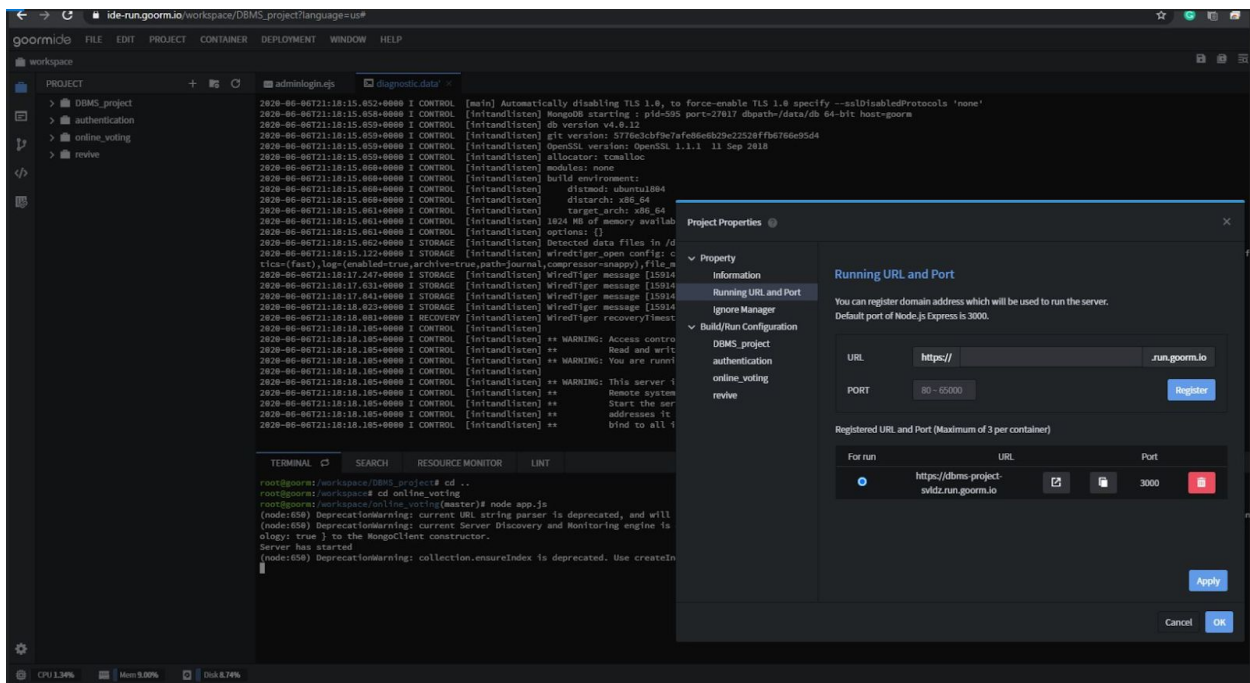 ide-run.goorm.io/workspace/DBMS_project?language=us#
goormide FILE EDIT PROJECT CONTAINER DEPLOYMENT WINDOW HELP
workspace
PROJECT
DBMS_project
authentication
online_voting
revive
adminlogin.ejs diagnostic.data'
2020-06-06T21:18:15.052+0000 I CONTROL [main] Automatically disabling TLS 1.0, to force-enable TLS 1.0 specify --sslDisabledProtocols 'none'
2020-06-06T21:18:15.058+0000 I CONTROL [initandlisten] MongoDB starting : pid=595 port=27017 dbpath=/data/db 64-bit host=goorm
2020-06-06T21:18:15.059+0000 I CONTROL [initandlisten] db version v4.0.12
2020-06-06T21:18:15.059+0000 I CONTROL [initandlisten] git version: 5776e3cbf9e7afe86e6b29e22520ffb6766e95d4
2020-06-06T21:18:15.059+0000 I CONTROL [initandlisten] OpenSSL version: OpenSSL 1.1.1 11 Sep 2018
2020-06-06T21:18:15.059+0000 I CONTROL [initandlisten] allocator: tcmalloc
2020-06-06T21:18:15.060+0000 I CONTROL [initandlisten] modules: none
2020-06-06T21:18:15.060+0000 I CONTROL [initandlisten] build environment:
2020-06-06T21:18:15.060+0000 I CONTROL [initandlisten] distmod: ubuntu1804
2020-06-06T21:18:15.060+0000 I CONTROL [initandlisten] distarch: x86_64
2020-06-06T21:18:15.061+0000 I CONTROL [initandlisten] target_arch: x86_64
2020-06-06T21:18:15.061+0000 I CONTROL [initandlisten] 1024 MB of memory availab
2020-06-06T21:18:15.061+0000 I CONTROL [initandlisten] options: {}
2020-06-06T21:18:15.062+0000 I STORAGE [initandlisten] Detected data files in /d
2020-06-06T21:18:15.122+0000 I STORAGE [initandlisten] wiredtiger_open config: c
tics=(fast),log=(enabled=true,archive=true,path=journal,compressor=snappy),file_m
2020-06-06T21:18:17.247+0000 I STORAGE [initandlisten] WiredTiger message [15914
2020-06-06T21:18:17.631+0000 I STORAGE [initandlisten] WiredTiger message [15914
2020-06-06T21:18:17.841+0000 I STORAGE [initandlisten] WiredTiger message [15914
2020-06-06T21:18:18.023+0000 I STORAGE [initandlisten] WiredTiger message [15914
2020-06-06T21:18:18.081+0000 I RECOVERY [initandlisten] WiredTiger recoveryTimest
2020-06-06T21:18:18.105+0000 I CONTROL [initandlisten]
2020-06-06T21:18:18.105+0000 I CONTROL [initandlisten] ** WARNING: Access contro
2020-06-06T21:18:18.105+0000 I CONTROL [initandlisten] ** Read and writ
2020-06-06T21:18:18.105+0000 I CONTROL [initandlisten] ** WARNING: You are runni
2020-06-06T21:18:18.105+0000 I CONTROL [initandlisten]
2020-06-06T21:18:18.105+0000 I CONTROL [initandlisten] ** WARNING: This server i
2020-06-06T21:18:18.105+0000 I CONTROL [initandlisten] ** Remote system
2020-06-06T21:18:18.105+0000 I CONTROL [initandlisten] ** Start the ser
2020-06-06T21:18:18.105+0000 I CONTROL [initandlisten] ** addresses it
2020-06-06T21:18:18.105+0000 I CONTROL [initandlisten] ** bind to all i
TERMINAL SEARCH RESOURCE MONITOR LINT
root@goorm:/workspace/DBMS_project# cd ..
root@goorm:/workspace# cd online_voting
root@goorm:/workspace/online_voting(master)# node app.js
(node:650) DeprecationWarning: current URL string parser is deprecated, and will
(node:650) DeprecationWarning: current Server Discovery and Monitoring engine is
ology: true } to the MongoClient constructor.
Server has started
(node:650) DeprecationWarning: collection.ensureIndex is deprecated. Use createIn
Project Properties
Property
Information
Running URL and Port
Ignore Manager
Build/Run Configuration
DBMS_project
authentication
online_voting
revive
Running URL and Port
You can register domain address which will be used to run the server.
Default port of Node.js Express is 3000.
URL https:// .run.goorm.io
PORT 80 ~ 65000 Register
Registered URL and Port (Maximum of 3 per container)
For run URL Port
https://dbms-project-
svldz.run.goorm.io 3000
Apply
Cancel OK
CPU 1.34% Mem 9.00% Disk 8.74%